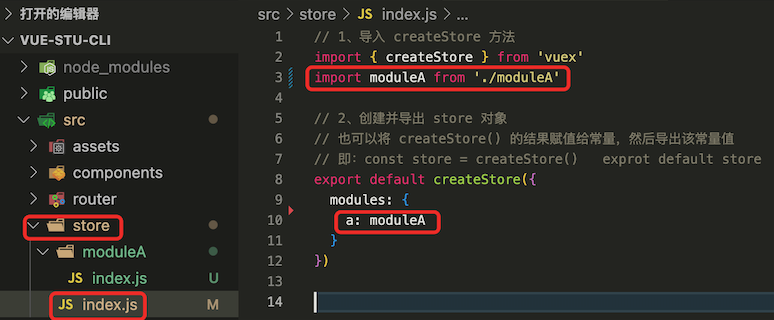 打开的编辑器
VUE-STU-CLI
node_modules
public
src
assets
components
router
store
moduleA
JS index.js U
JS index.js M
src > store > JS index.js > ...
1 // 1、导入 createStore 方法
2 import { createStore } from 'vuex'
3 import moduleA from './moduleA'
4
5 // 2、创建并导出 store 对象
6 // 也可以将 createStore() 的结果赋值给常量，然后导出该常量值
7 // 即：const store = createStore()   exprot default store
8 export default createStore({
9   modules: {
10     a: moduleA
11   }
12 })
13
14